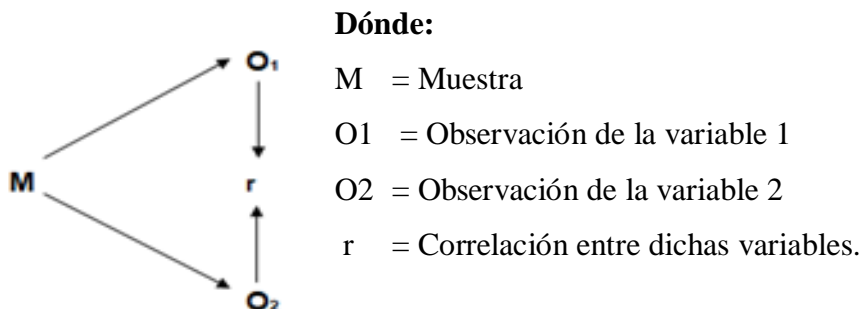 Dónde:
O₁
M = Muestra
O1 = Observación de la variable 1
M
r
O2 = Observación de la variable 2
r = Correlación entre dichas variables.
O₂